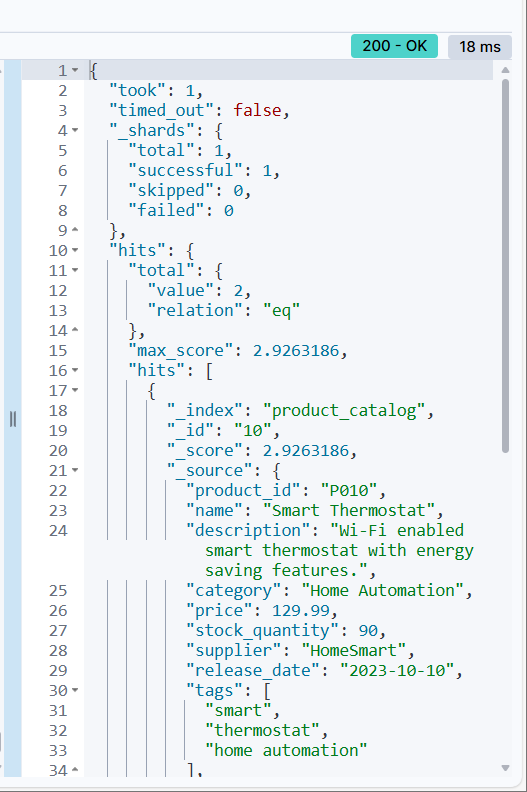 200 - OK
18 ms
1 {
2 "took": 1,
3 "timed_out": false,
4 "_shards": {
5 "total": 1,
6 "successful": 1,
7 "skipped": 0,
8 "failed": 0
9 },
10 "hits": {
11 "total": {
12 "value": 2,
13 "relation": "eq"
14 },
15 "max_score": 2.9263186,
16 "hits": [
17 {
18 "_index": "product_catalog",
19 "_id": "10",
20 "_score": 2.9263186,
21 "_source": {
22 "product_id": "P010",
23 "name": "Smart Thermostat",
24 "description": "Wi-Fi enabled
smart thermostat with energy
saving features.",
25 "category": "Home Automation",
26 "price": 129.99,
27 "stock_quantity": 90,
28 "supplier": "HomeSmart",
29 "release_date": "2023-10-10",
30 "tags": [
31 "smart",
32 "thermostat",
33 "home automation"
34 ],